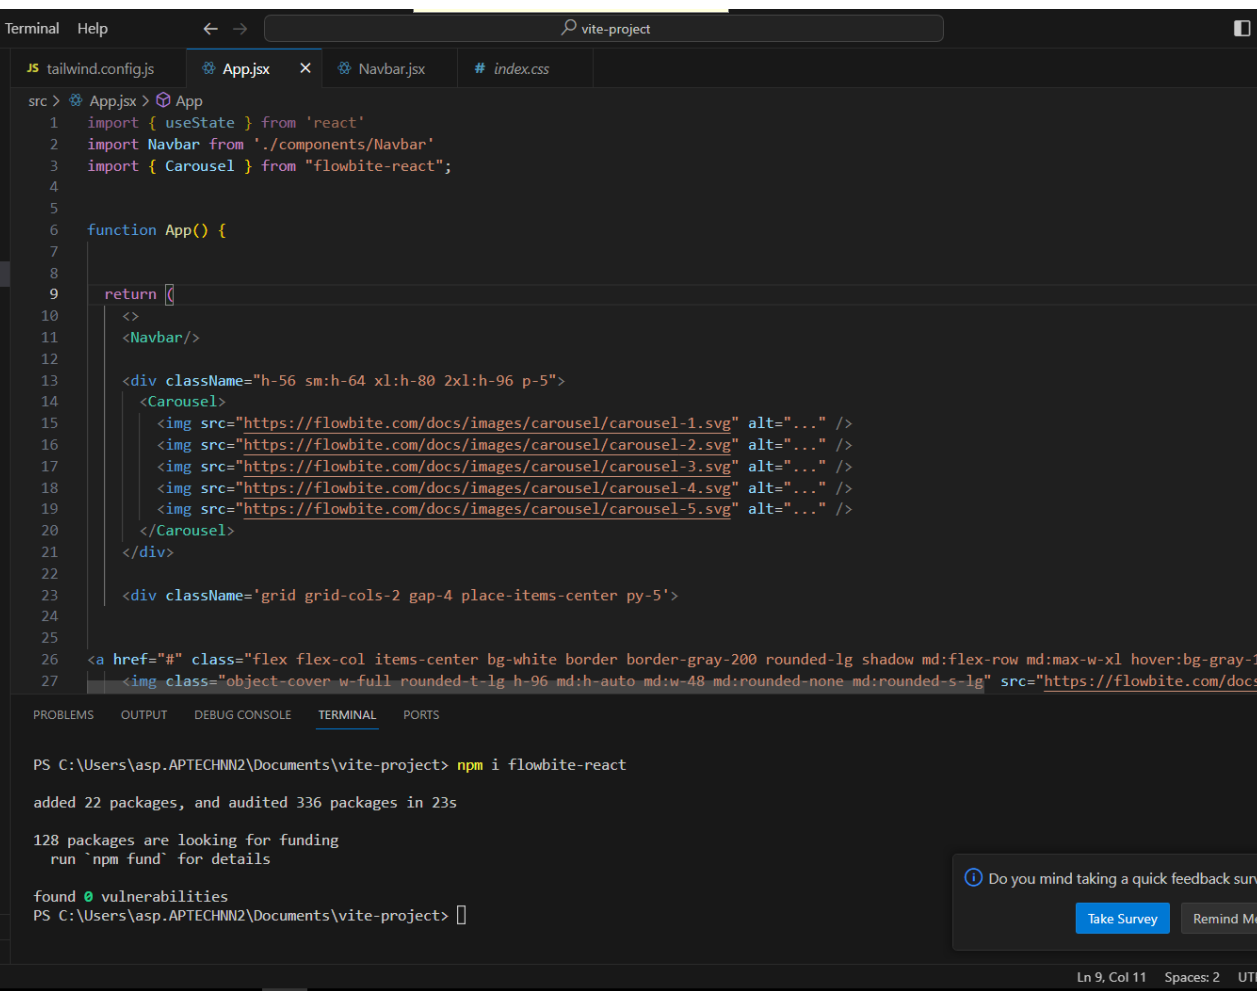 Terminal Help ← → vite-project
JS tailwind.config.js App.jsx × Navbar.jsx # index.css
src > App.jsx > App
1 import { useState } from 'react'
2 import Navbar from './components/Navbar'
3 import { Carousel } from "flowbite-react";
4
5
6 function App() {
7
8
9 return (
10 <>
11 <Navbar/>
12
13 <div className="h-56 sm:h-64 xl:h-80 2xl:h-96 p-5">
14 <Carousel>
15 <img src="https://flowbite.com/docs/images/carousel/carousel-1.svg" alt="..." />
16 <img src="https://flowbite.com/docs/images/carousel/carousel-2.svg" alt="..." />
17 <img src="https://flowbite.com/docs/images/carousel/carousel-3.svg" alt="..." />
18 <img src="https://flowbite.com/docs/images/carousel/carousel-4.svg" alt="..." />
19 <img src="https://flowbite.com/docs/images/carousel/carousel-5.svg" alt="..." />
20 </Carousel>
21 </div>
22
23 <div className='grid grid-cols-2 gap-4 place-items-center py-5'>
24
25
26 <a href="#" class="flex flex-col items-center bg-white border border-gray-200 rounded-lg shadow md:flex-row md:max-w-xl hover:bg-gray-1
27 <img class="object-cover w-full rounded-t-lg h-96 md:h-auto md:w-48 md:rounded-none md:rounded-s-lg" src="https://flowbite.com/docs
PROBLEMS OUTPUT DEBUG CONSOLE TERMINAL PORTS
PS C:\Users\asp.APTECHNN2\Documents\vite-project> npm i flowbite-react
added 22 packages, and audited 336 packages in 23s
128 packages are looking for funding
run `npm fund` for details
found 0 vulnerabilities
PS C:\Users\asp.APTECHNN2\Documents\vite-project>
Do you mind taking a quick feedback surv
Take Survey Remind Me
Ln 9, Col 11 Spaces: 2 UTF